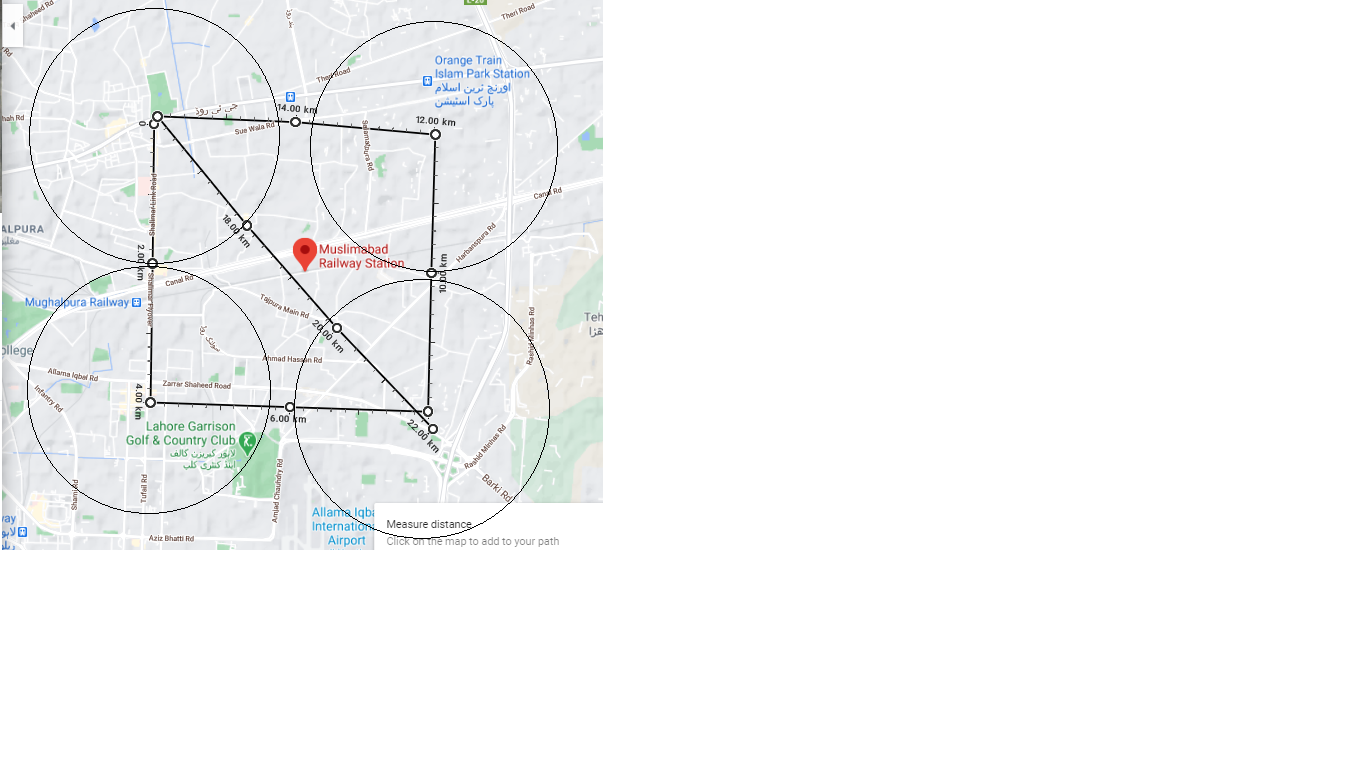 Theri Road
Orange Train
Islam Park Station
اورنج ٹرین اسلام
پارک اسٹیشن
Theri Road
14.00 km
12.00 km
جی ٹی روڈ
Sue Wala Rd
0
Salamatpura Rd
hah Rd
Shalimar Link Road
Canal Rd
ALPURA
18.00 km
Harbanspura Rd
Muslimabad
Railway Station
2.00 km
10.00 km
Canal Rd
Mughalpura Railway
Shalimar Flyover
Tajpura Main Rd
20.00 km
Rashid Minhas Rd
Teh
ollege
Ahmad Hassan Rd
Allama Iqbal Rd
Zarrar Shaheed Road
Infantry Rd
4.00 km
6.00 km
22.00 km
Lahore Garrison
Golf & Country Club
لاہور گیریزن گالف
اینڈ کنٹری کلب
Rashid Minhas Rd
Barki Rd
Shami Rd
Tufail Rd
Amjad Chauhdry Rd
way
Allama Iqba
Internationa
Airport
Aziz Bhatti Rd
Measure distance
Click on the map to add to your path